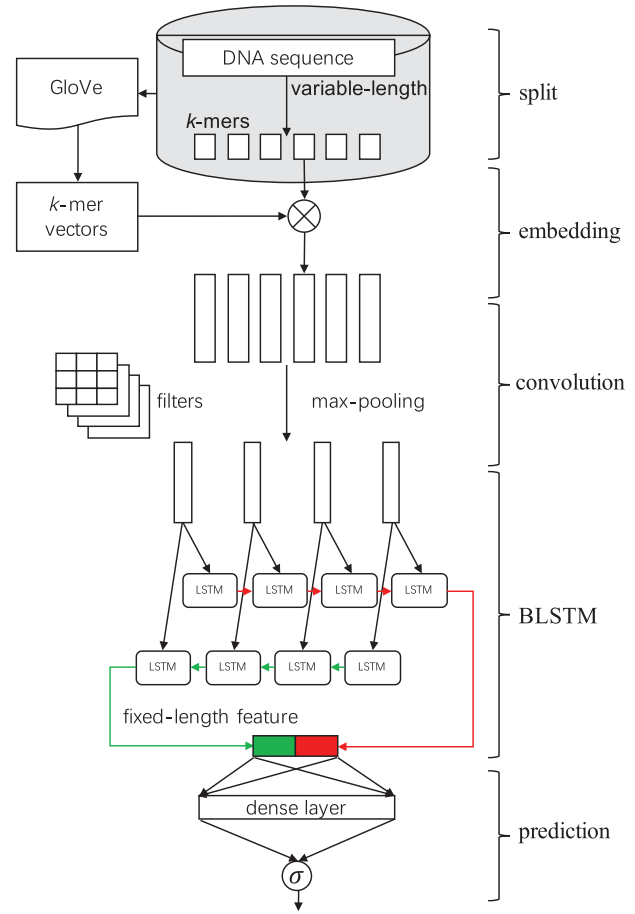 DNA sequence
GloVe
variable-length
split
k-mers
k-mer
vectors
embedding
convolution
filters
max-pooling
LSTM LSTM LSTM LSTM
BLSTM
LSTM LSTM LSTM LSTM
fixed-length feature
dense layer
prediction
σ